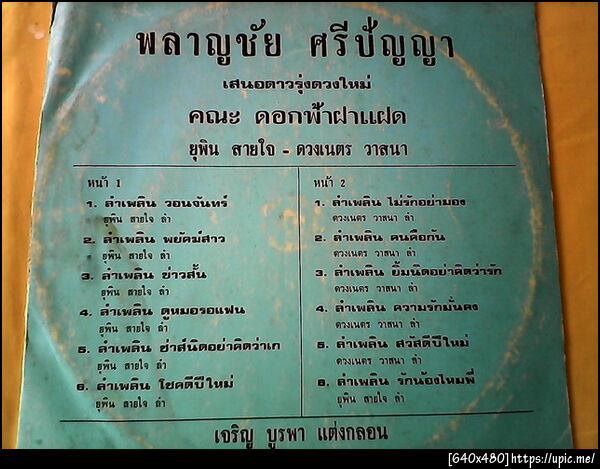 พลาญชัย ศรีปัญญา
เสนอดาวรุ่งดวงใหม่
คณะ ดอกฟ้าฝาแฝด
ยุพิน สายใจ - ดวงเนตร วาสนา
หน้า 1
1. ลำเพลิน วอนจันทร์
ยุพิน สายใจ ลำ
2. ลำเพลิน พยัคฆ์สาว
ยุพิน สายใจ ลำ
3. ลำเพลิน ข่าวสั้น
ยุพิน สายใจ ลำ
4. ลำเพลิน ดูหมอรอแฟน
ยุพิน สายใจ ลำ
5. ลำเพลิน ซ่าส์นิดอย่าคิดว่าเก
ยุพิน สายใจ ลำ
6. ลำเพลิน โชคดีปีใหม่
ยุพิน สายใจ ลำ
หน้า 2
1. ลำเพลิน ไม่รักอย่ามอง
ดวงเนตร วาสนา ลำ
2. ลำเพลิน คนคือกัน
ดวงเนตร วาสนา ลำ
3. ลำเพลิน ยิ้มนิดอย่าคิดว่ารัก
ดวงเนตร วาสนา ลำ
4. ลำเพลิน ความรักมั่นคง
ดวงเนตร วาสนา ลำ
5. ลำเพลิน สวัสดีปีใหม่
ดวงเนตร วาสนา ลำ
6. ลำเพลิน รักน้องไหมพี่
ยุพิน สายใจ ลำ
เจริญ บูรพา แต่งกลอน
[640x480]https://upic.me/